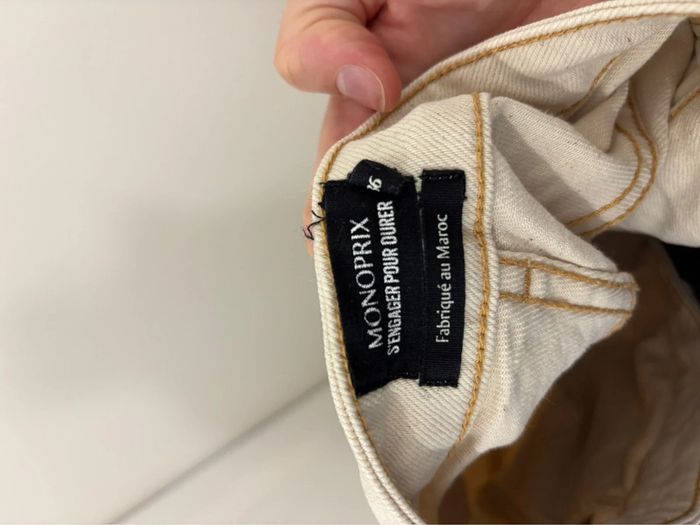 MONOPRIX
S'ENGAGER POUR DURER
Fabriqué au Maroc